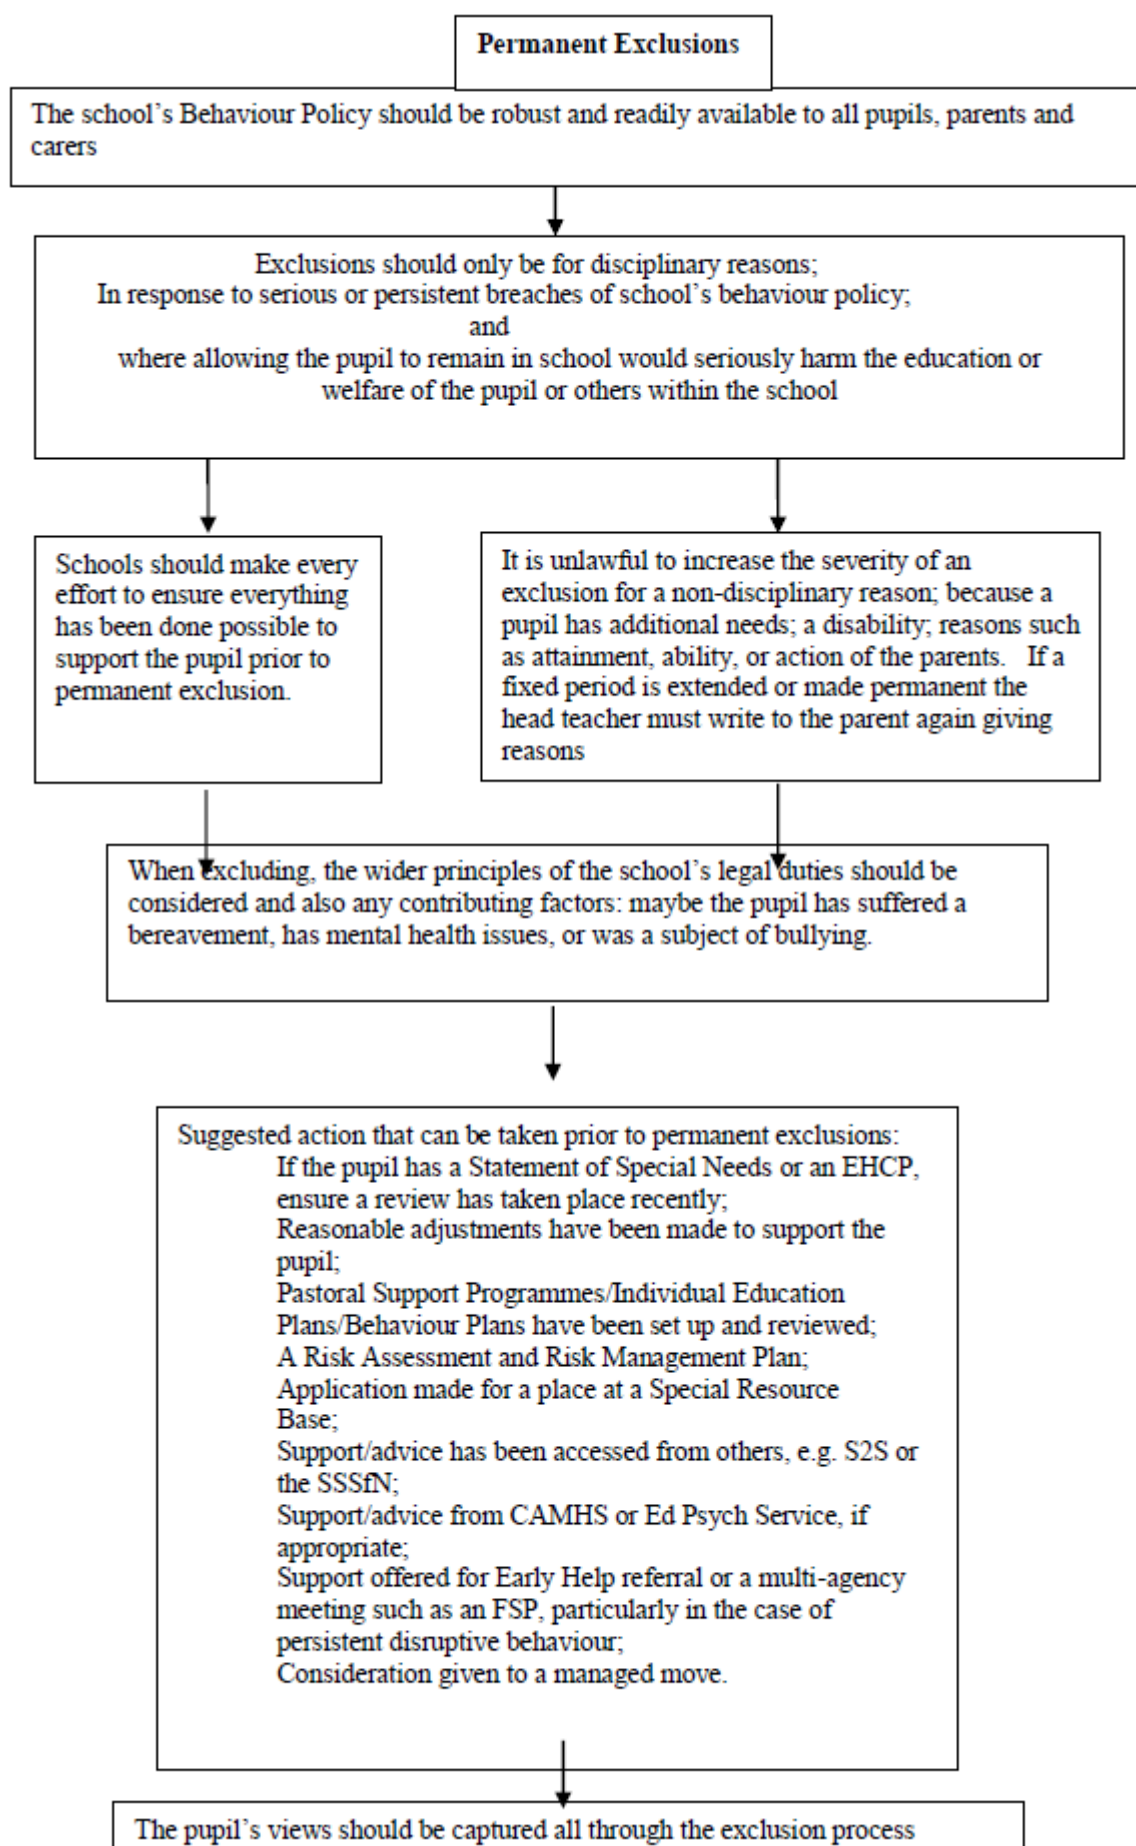 Permanent Exclusions
The school’s Behaviour Policy should be robust and readily available to all pupils, parents and
carers
Exclusions should only be for disciplinary reasons;
In response to serious or persistent breaches of school’s behaviour policy;
and
where allowing the pupil to remain in school would seriously harm the education or
welfare of the pupil or others within the school
Schools should make every
effort to ensure everything
has been done possible to
support the pupil prior to
permanent exclusion.
It is unlawful to increase the severity of an
exclusion for a non-disciplinary reason; because a
pupil has additional needs; a disability; reasons such
as attainment, ability, or action of the parents. If a
fixed period is extended or made permanent the
head teacher must write to the parent again giving
reasons
When excluding, the wider principles of the school’s legal duties should be
considered and also any contributing factors: maybe the pupil has suffered a
bereavement, has mental health issues, or was a subject of bullying.
Suggested action that can be taken prior to permanent exclusions:
If the pupil has a Statement of Special Needs or an EHCP,
ensure a review has taken place recently;
Reasonable adjustments have been made to support the
pupil;
Pastoral Support Programmes/Individual Education
Plans/Behaviour Plans have been set up and reviewed;
A Risk Assessment and Risk Management Plan;
Application made for a place at a Special Resource
Base;
Support/advice has been accessed from others, e.g. S2S or
the SSSfN;
Support/advice from CAMHS or Ed Psych Service, if
appropriate;
Support offered for Early Help referral or a multi-agency
meeting such as an FSP, particularly in the case of
persistent disruptive behaviour;
Consideration given to a managed move.
The pupil’s views should be captured all through the exclusion process